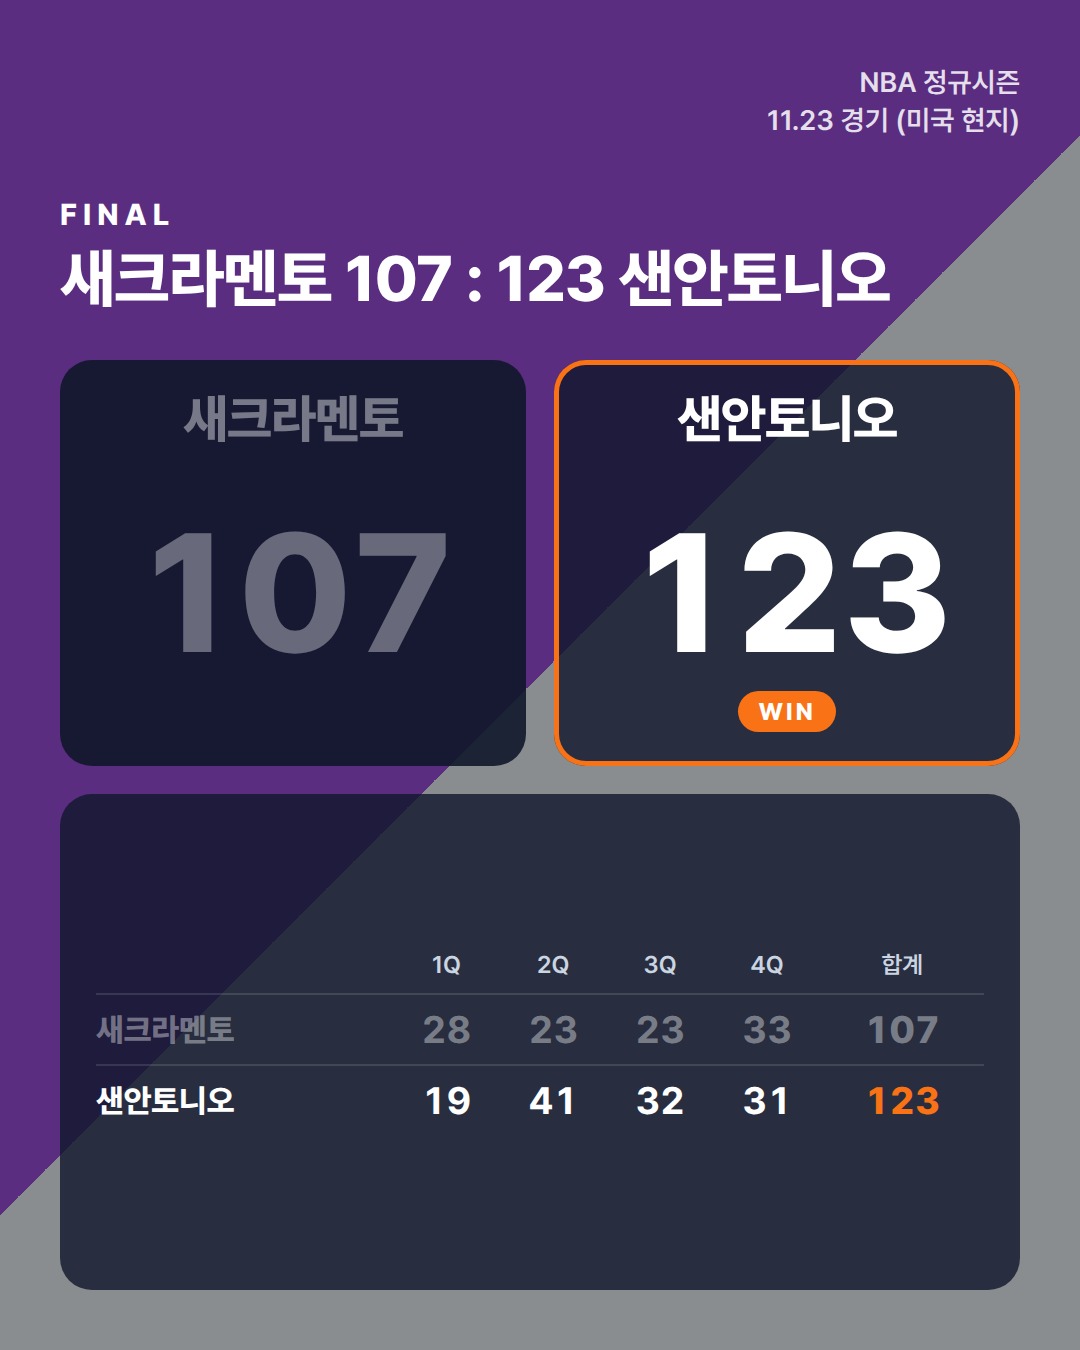 NBA 정규시즌
11.23 경기 (미국 현지)
FINAL
새크라멘토 107 : 123 샌안토니오
새크라멘토
107
샌안토니오
123
WIN
1Q 2Q 3Q 4Q 합계
새크라멘토 28 23 23 33 107
샌안토니오 19 41 32 31 123